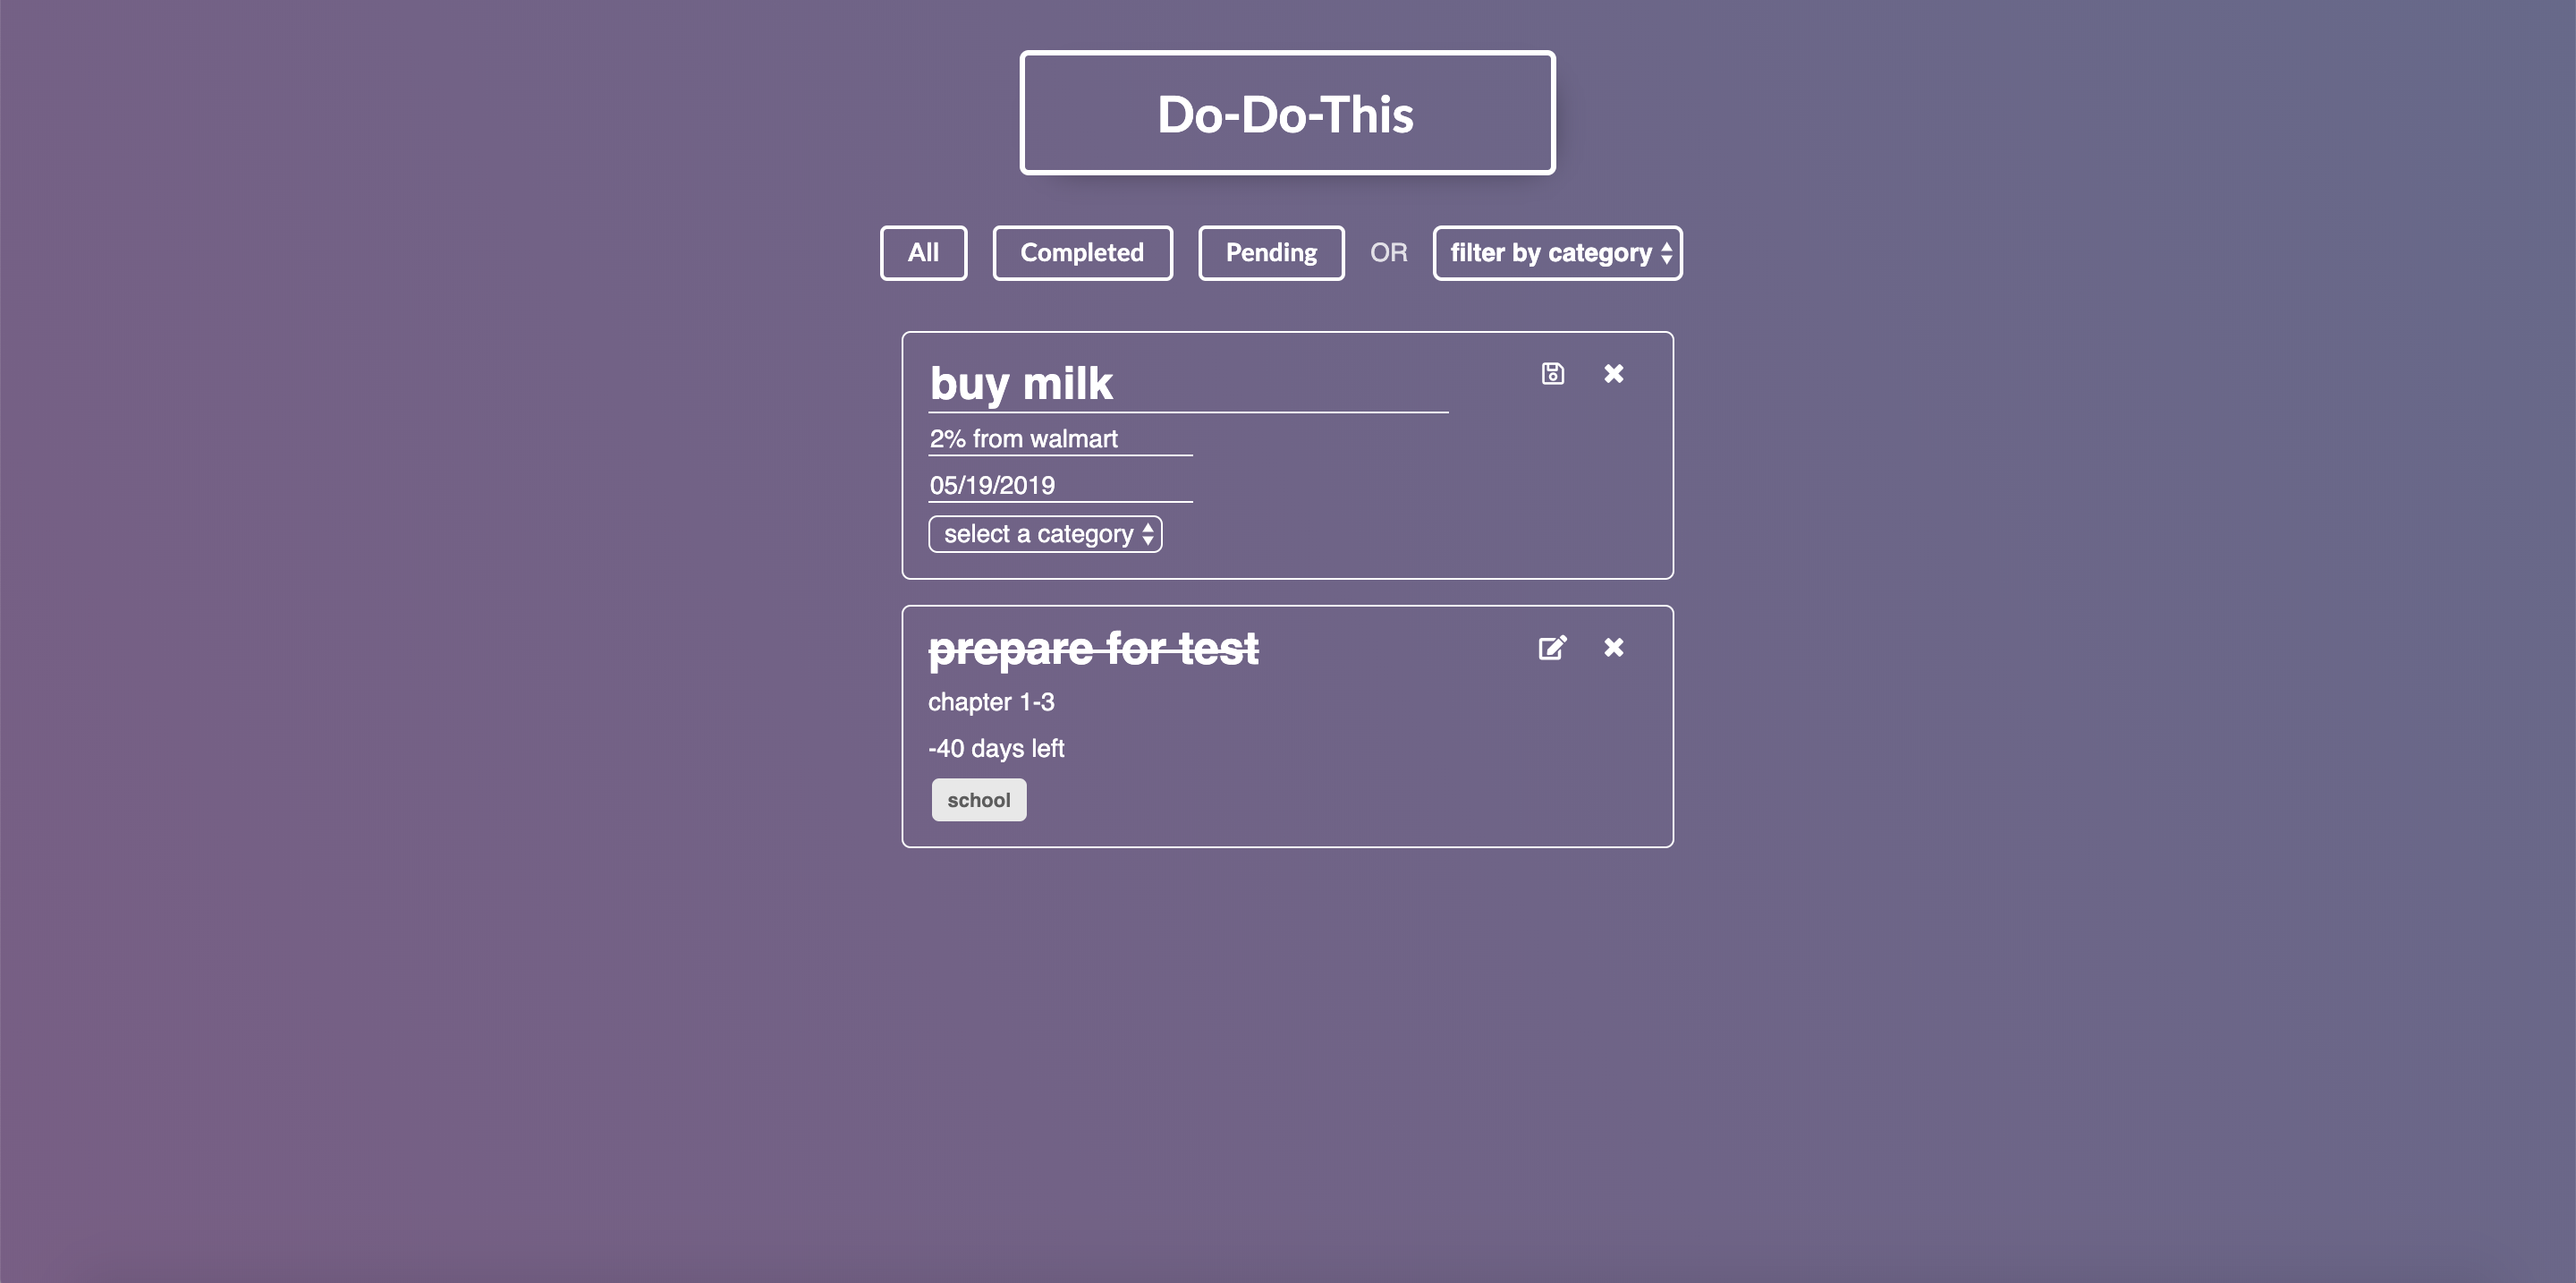 Do-Do-This
All Completed Pending OR filter by category
buy milk
2% from walmart
05/19/2019
select a category
prepare for test
chapter 1-3
-40 days left
school